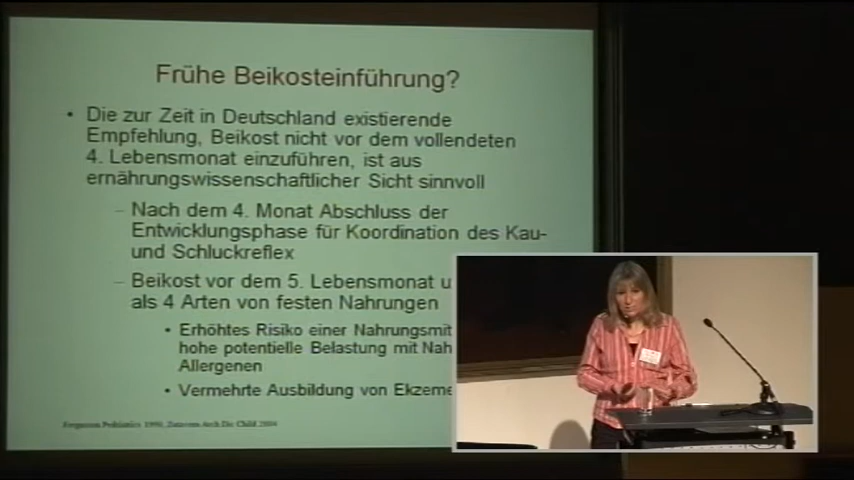 Frühe Beikosteinführung?
• Die zur Zeit in Deutschland existierende
Empfehlung, Beikost nicht vor dem vollendeten
4. Lebensmonat einzuführen, ist aus
ernährungswissenschaftlicher Sicht sinnvoll
– Nach dem 4. Monat Abschluss der
Entwicklungsphase für Koordination des Kau-
und Schluckreflex
– Beikost vor dem 5. Lebensmonat u
als 4 Arten von festen Nahrungen
• Erhöhtes Risiko einer Nahrungsmit
hohe potentielle Belastung mit Nah
Allergenen
• Vermehrte Ausbildung von Ekzeme
Child 2004